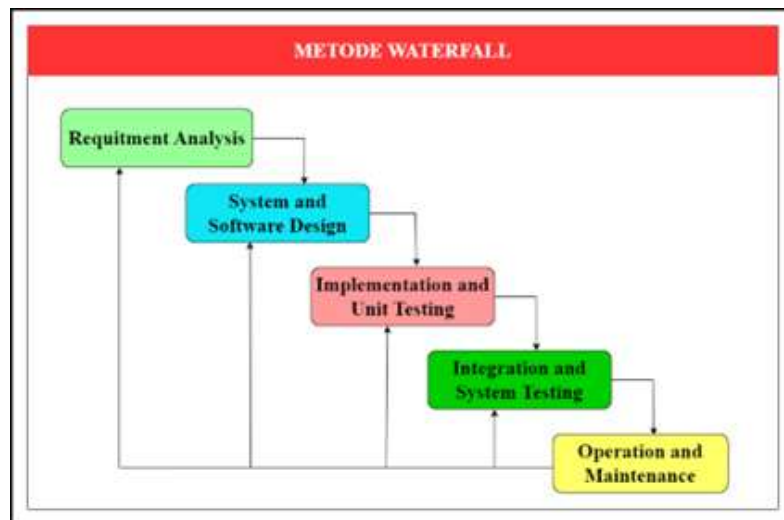 METODE WATERFALL
Requitment Analysis
System and
Software Design
Implementation and
Unit Testing
Integration and
System Testing
Operation and
Maintenance